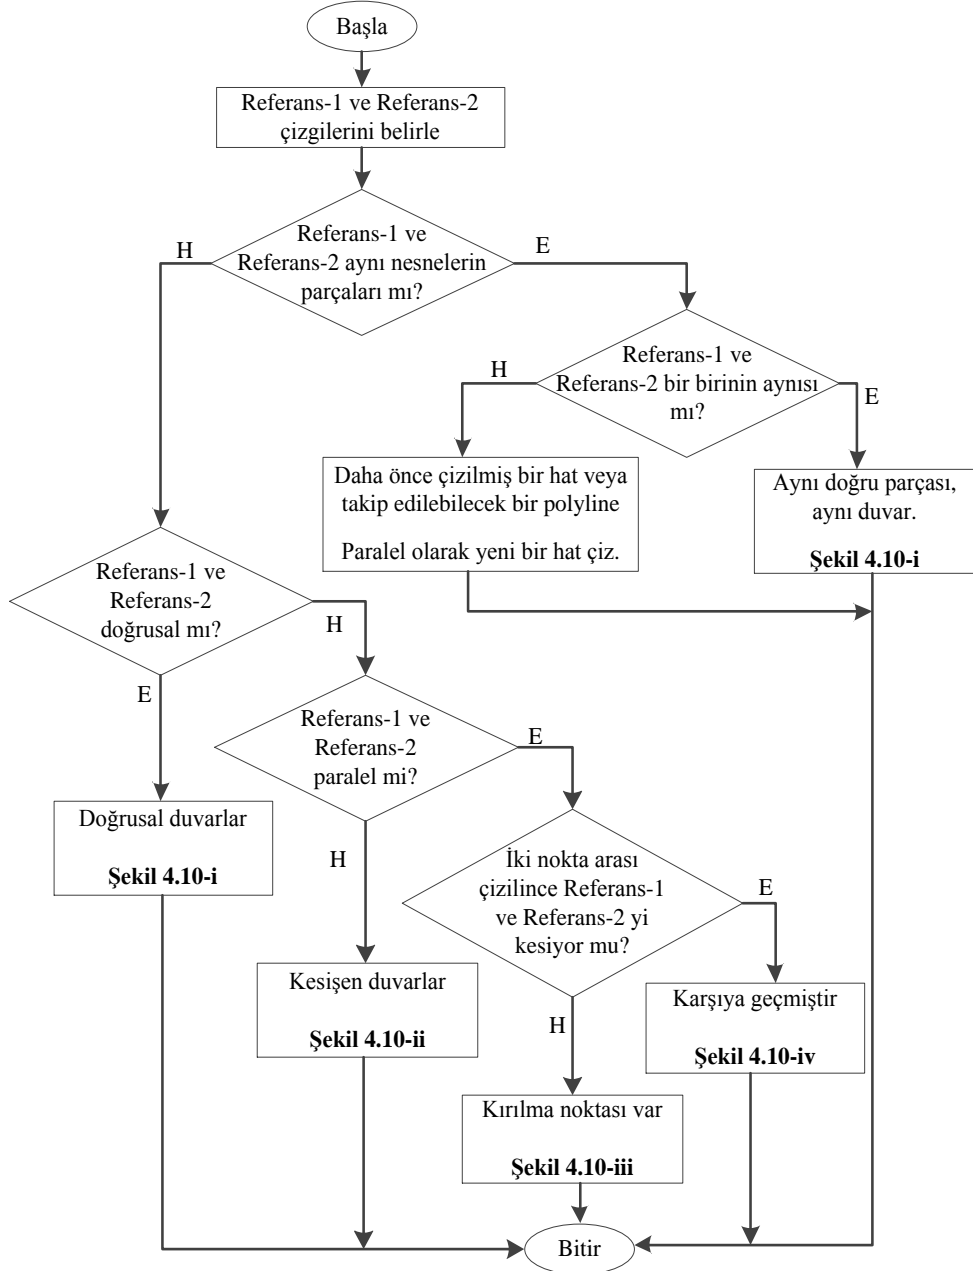 Başla
Referans-1 ve Referans-2
çizgilerini belirle
Referans-1 ve
Referans-2 aynı nesnelerin
parçaları mı?
H
E
Referans-1 ve
Referans-2 bir birinin aynısı
mı?
H
E
Daha önce çizilmiş bir hat veya
takip edilebilecek bir polyline
Paralel olarak yeni bir hat çiz.
Aynı doğru parçası,
aynı duvar.
Şekil 4.10-i
Referans-1 ve
Referans-2
doğrusal mı?
H
E
Referans-1 ve
Referans-2
paralel mi?
E
H
Doğrusal duvarlar
Şekil 4.10-i
İki nokta arası
çizilince Referans-1
ve Referans-2 yi
kesiyor mu?
E
H
Kesişen duvarlar
Şekil 4.10-ii
Karşıya geçmiştir
Şekil 4.10-iv
Kırılma noktası var
Şekil 4.10-iii
Bitir